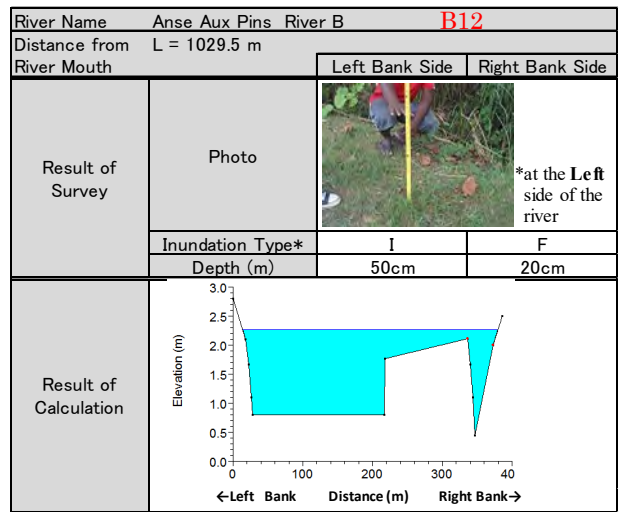 River Name Anse Aux Pins River B B12
Distance from River Mouth L = 1029.5 m
Left Bank Side Right Bank Side
Result of Survey
Photo
*at the Left
side of the
river
Inundation Type* I F
Depth (m) 50cm 20cm
Result of Calculation
3.0
2.5
2.0
1.5
1.0
0.5
0.0
Elevation (m)
0 100 200 300 40
←Left Bank Distance (m) Right Bank→